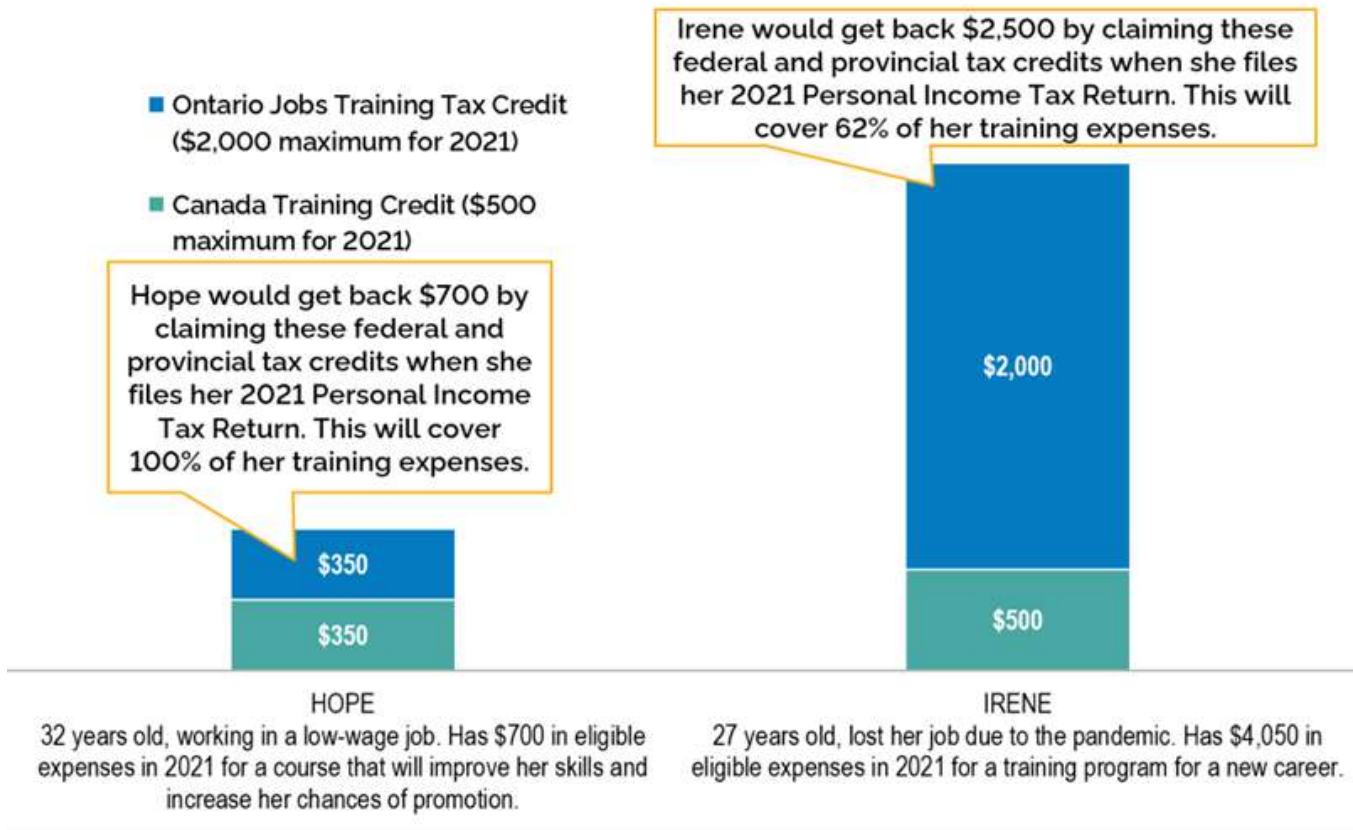 Irene would get back $2,500 by claiming these
federal and provincial tax credits when she files
her 2021 Personal Income Tax Return. This will
cover 62% of her training expenses.
Ontario Jobs Training Tax Credit
($2,000 maximum for 2021)
Canada Training Credit ($500
maximum for 2021)
Hope would get back $700 by
claiming these federal and
provincial tax credits when she
files her 2021 Personal Income
Tax Return. This will cover
100% of her training expenses.
$2,000
$350
$350
$500
HOPE
32 years old, working in a low-wage job. Has $700 in eligible
expenses in 2021 for a course that will improve her skills and
increase her chances of promotion.
IRENE
27 years old, lost her job due to the pandemic. Has $4,050 in
eligible expenses in 2021 for a training program for a new career.